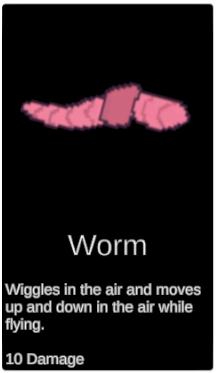 Worm
Wiggles in the air and moves
up and down in the air while
flying.
10 Damage